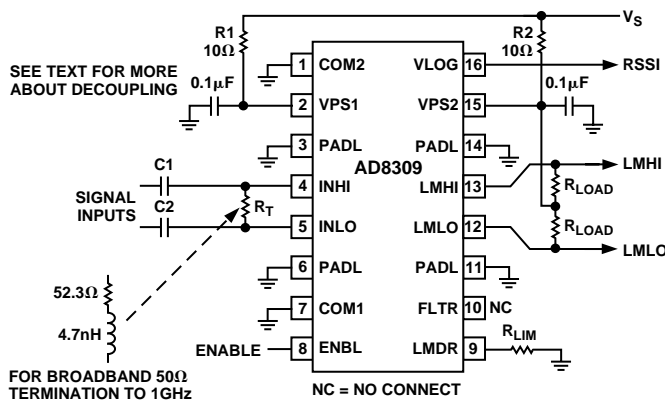 V_S
R1
10Ω
R2
10Ω
SEE TEXT FOR MORE
ABOUT DECOUPLING
0.1μF
1 COM2
VLOG 16
RSSI
0.1μF
2 VPS1
VPS2 15
3 PADL
PADL 14
AD8309
C1
SIGNAL
INPUTS
C2
R_T
4 INHI
LMHI 13
LMHI
R_LOAD
5 INLO
LMLO 12
R_LOAD
LMLO
6 PADL
PADL 11
52.3Ω
4.7nH
7 COM1
FLTR 10 NC
R_LIM
ENABLE
8 ENBL
LMDR 9
FOR BROADBAND 50Ω
TERMINATION TO 1GHz
NC = NO CONNECT